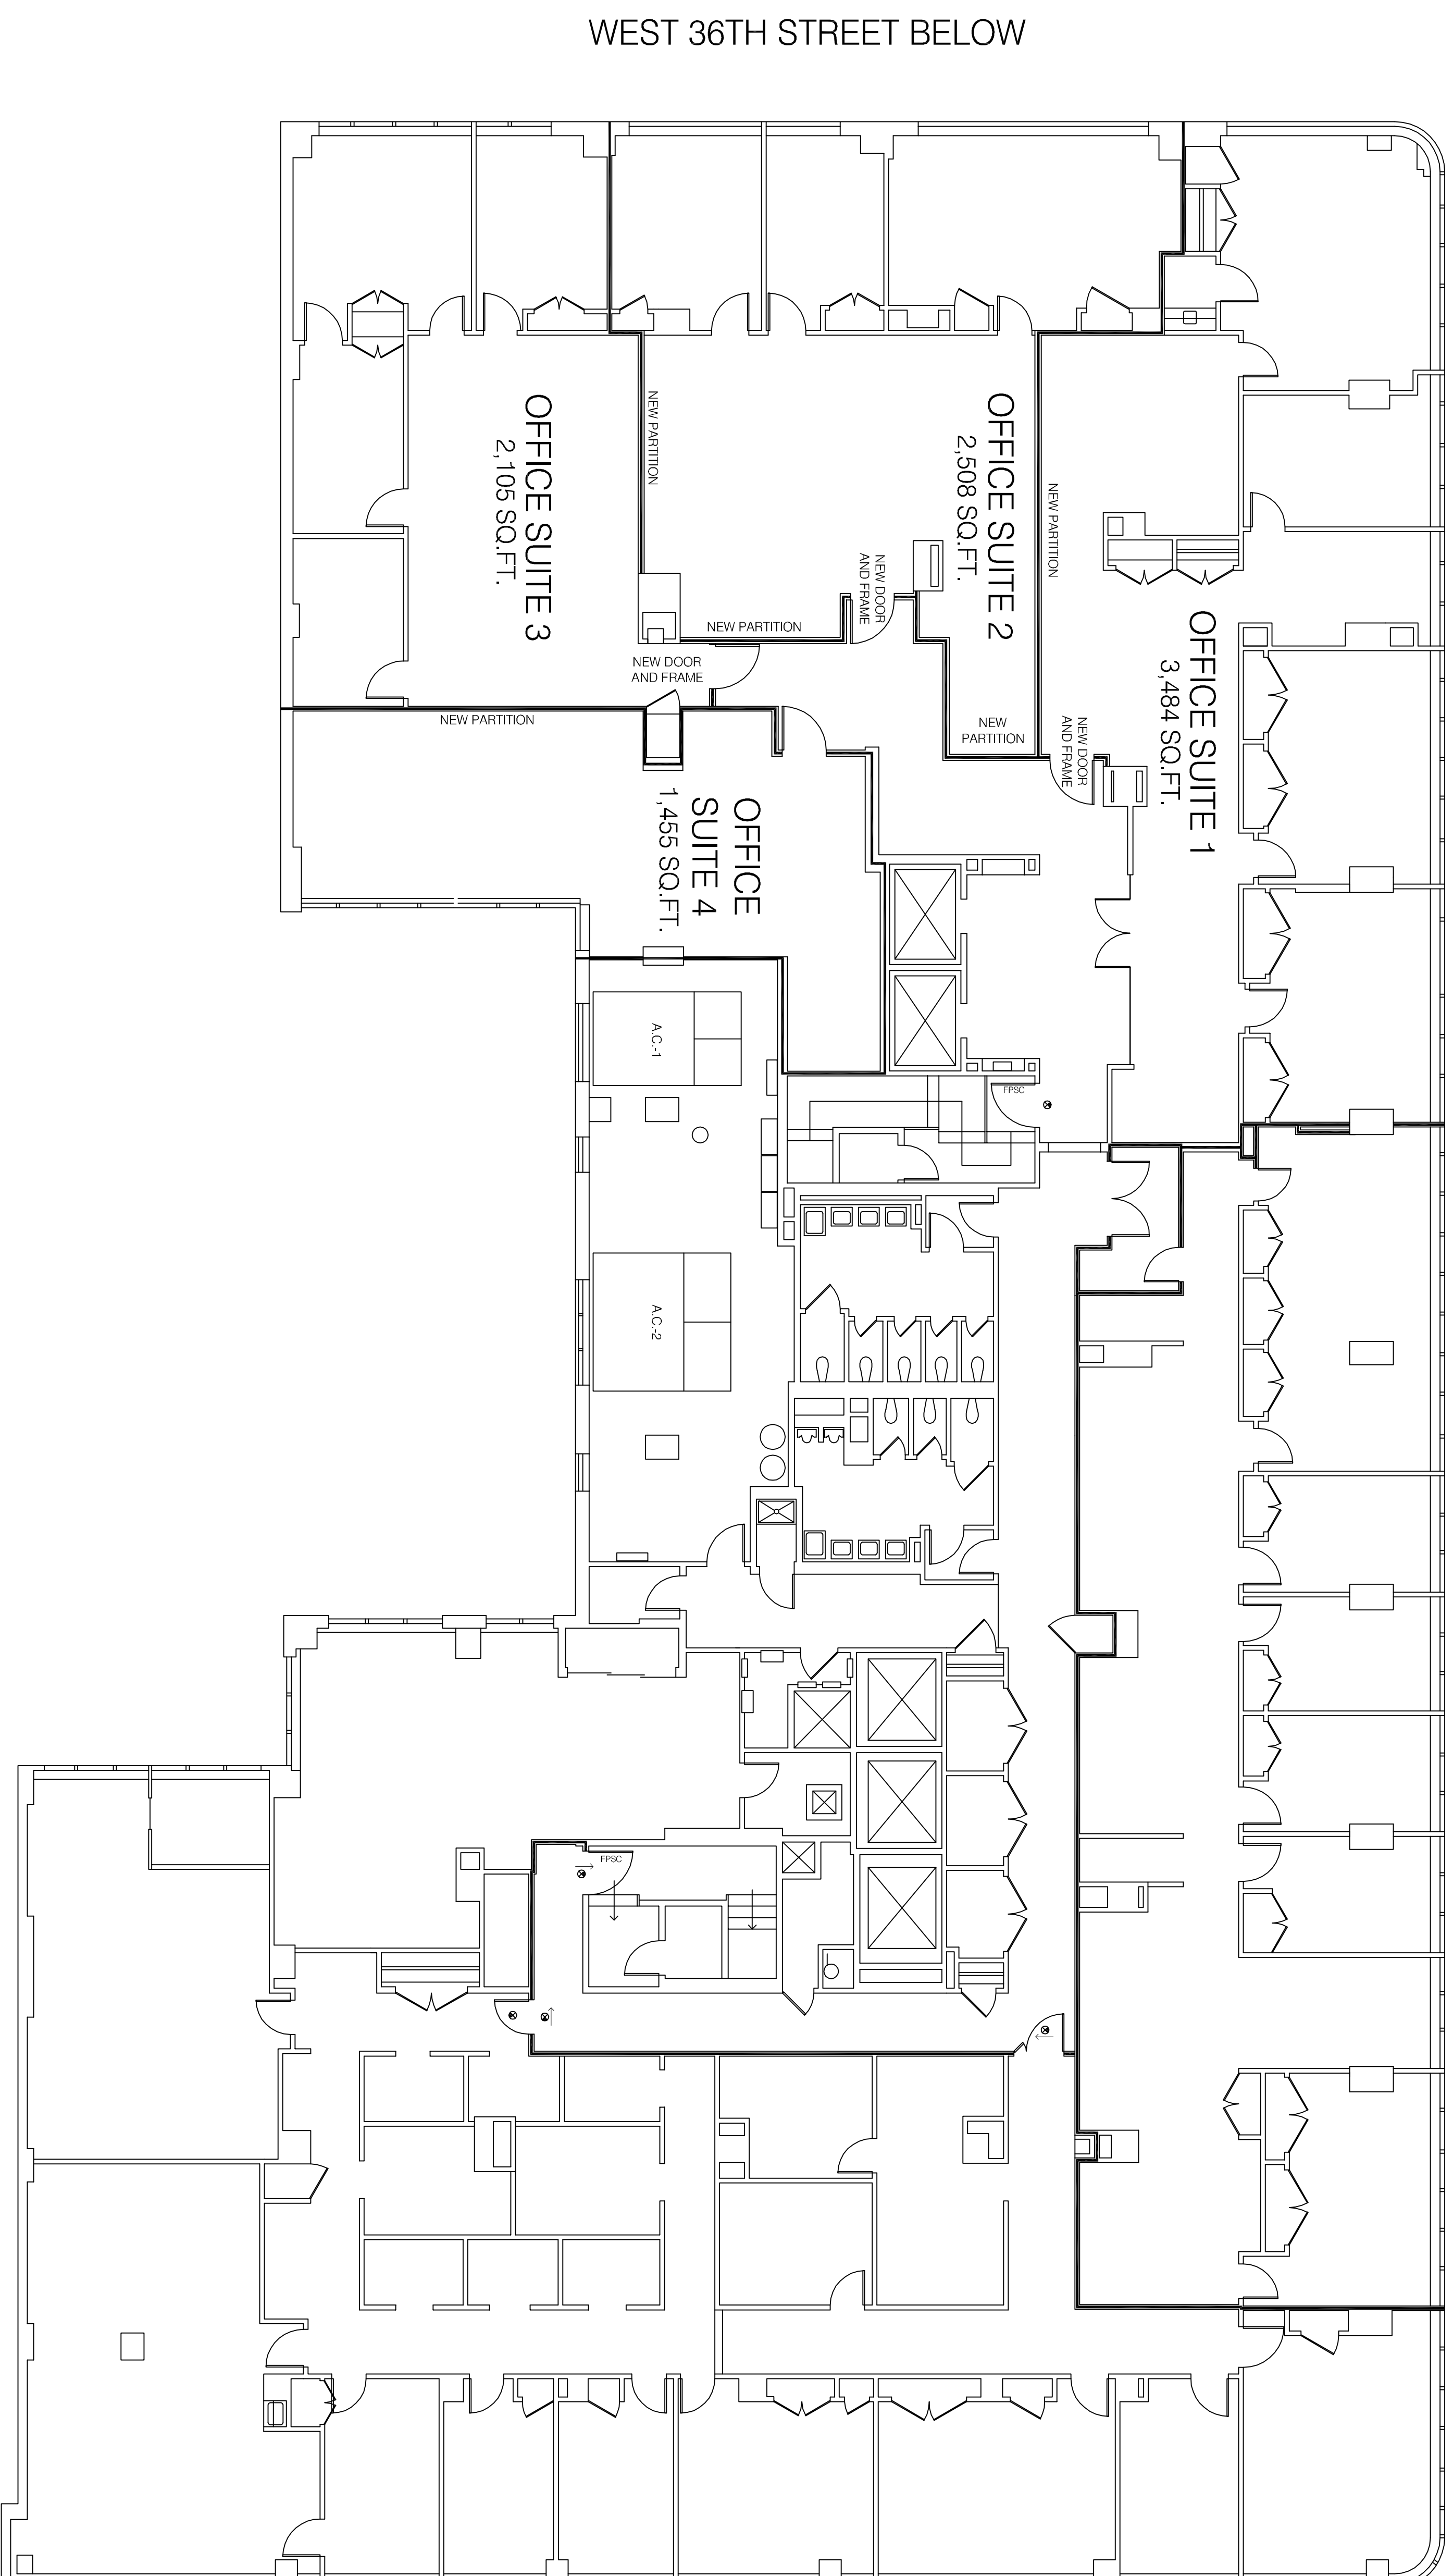 WEST 36TH STREET BELOW
OFFICE SUITE 3
2,105 SQ.FT.
NEW PARTITION
OFFICE SUITE 2
2,508 SQ.FT.
NEW PARTITION
NEW DOOR
AND FRAME
NEW PARTITION
NEW DOOR
AND FRAME
NEW PARTITION
NEW
PARTITION
NEW DOOR
AND FRAME
OFFICE SUITE 1
3,484 SQ.FT.
OFFICE
SUITE 4
1,455 SQ.FT.
A.C.-1
FPSC
A.C.-2
FPSC